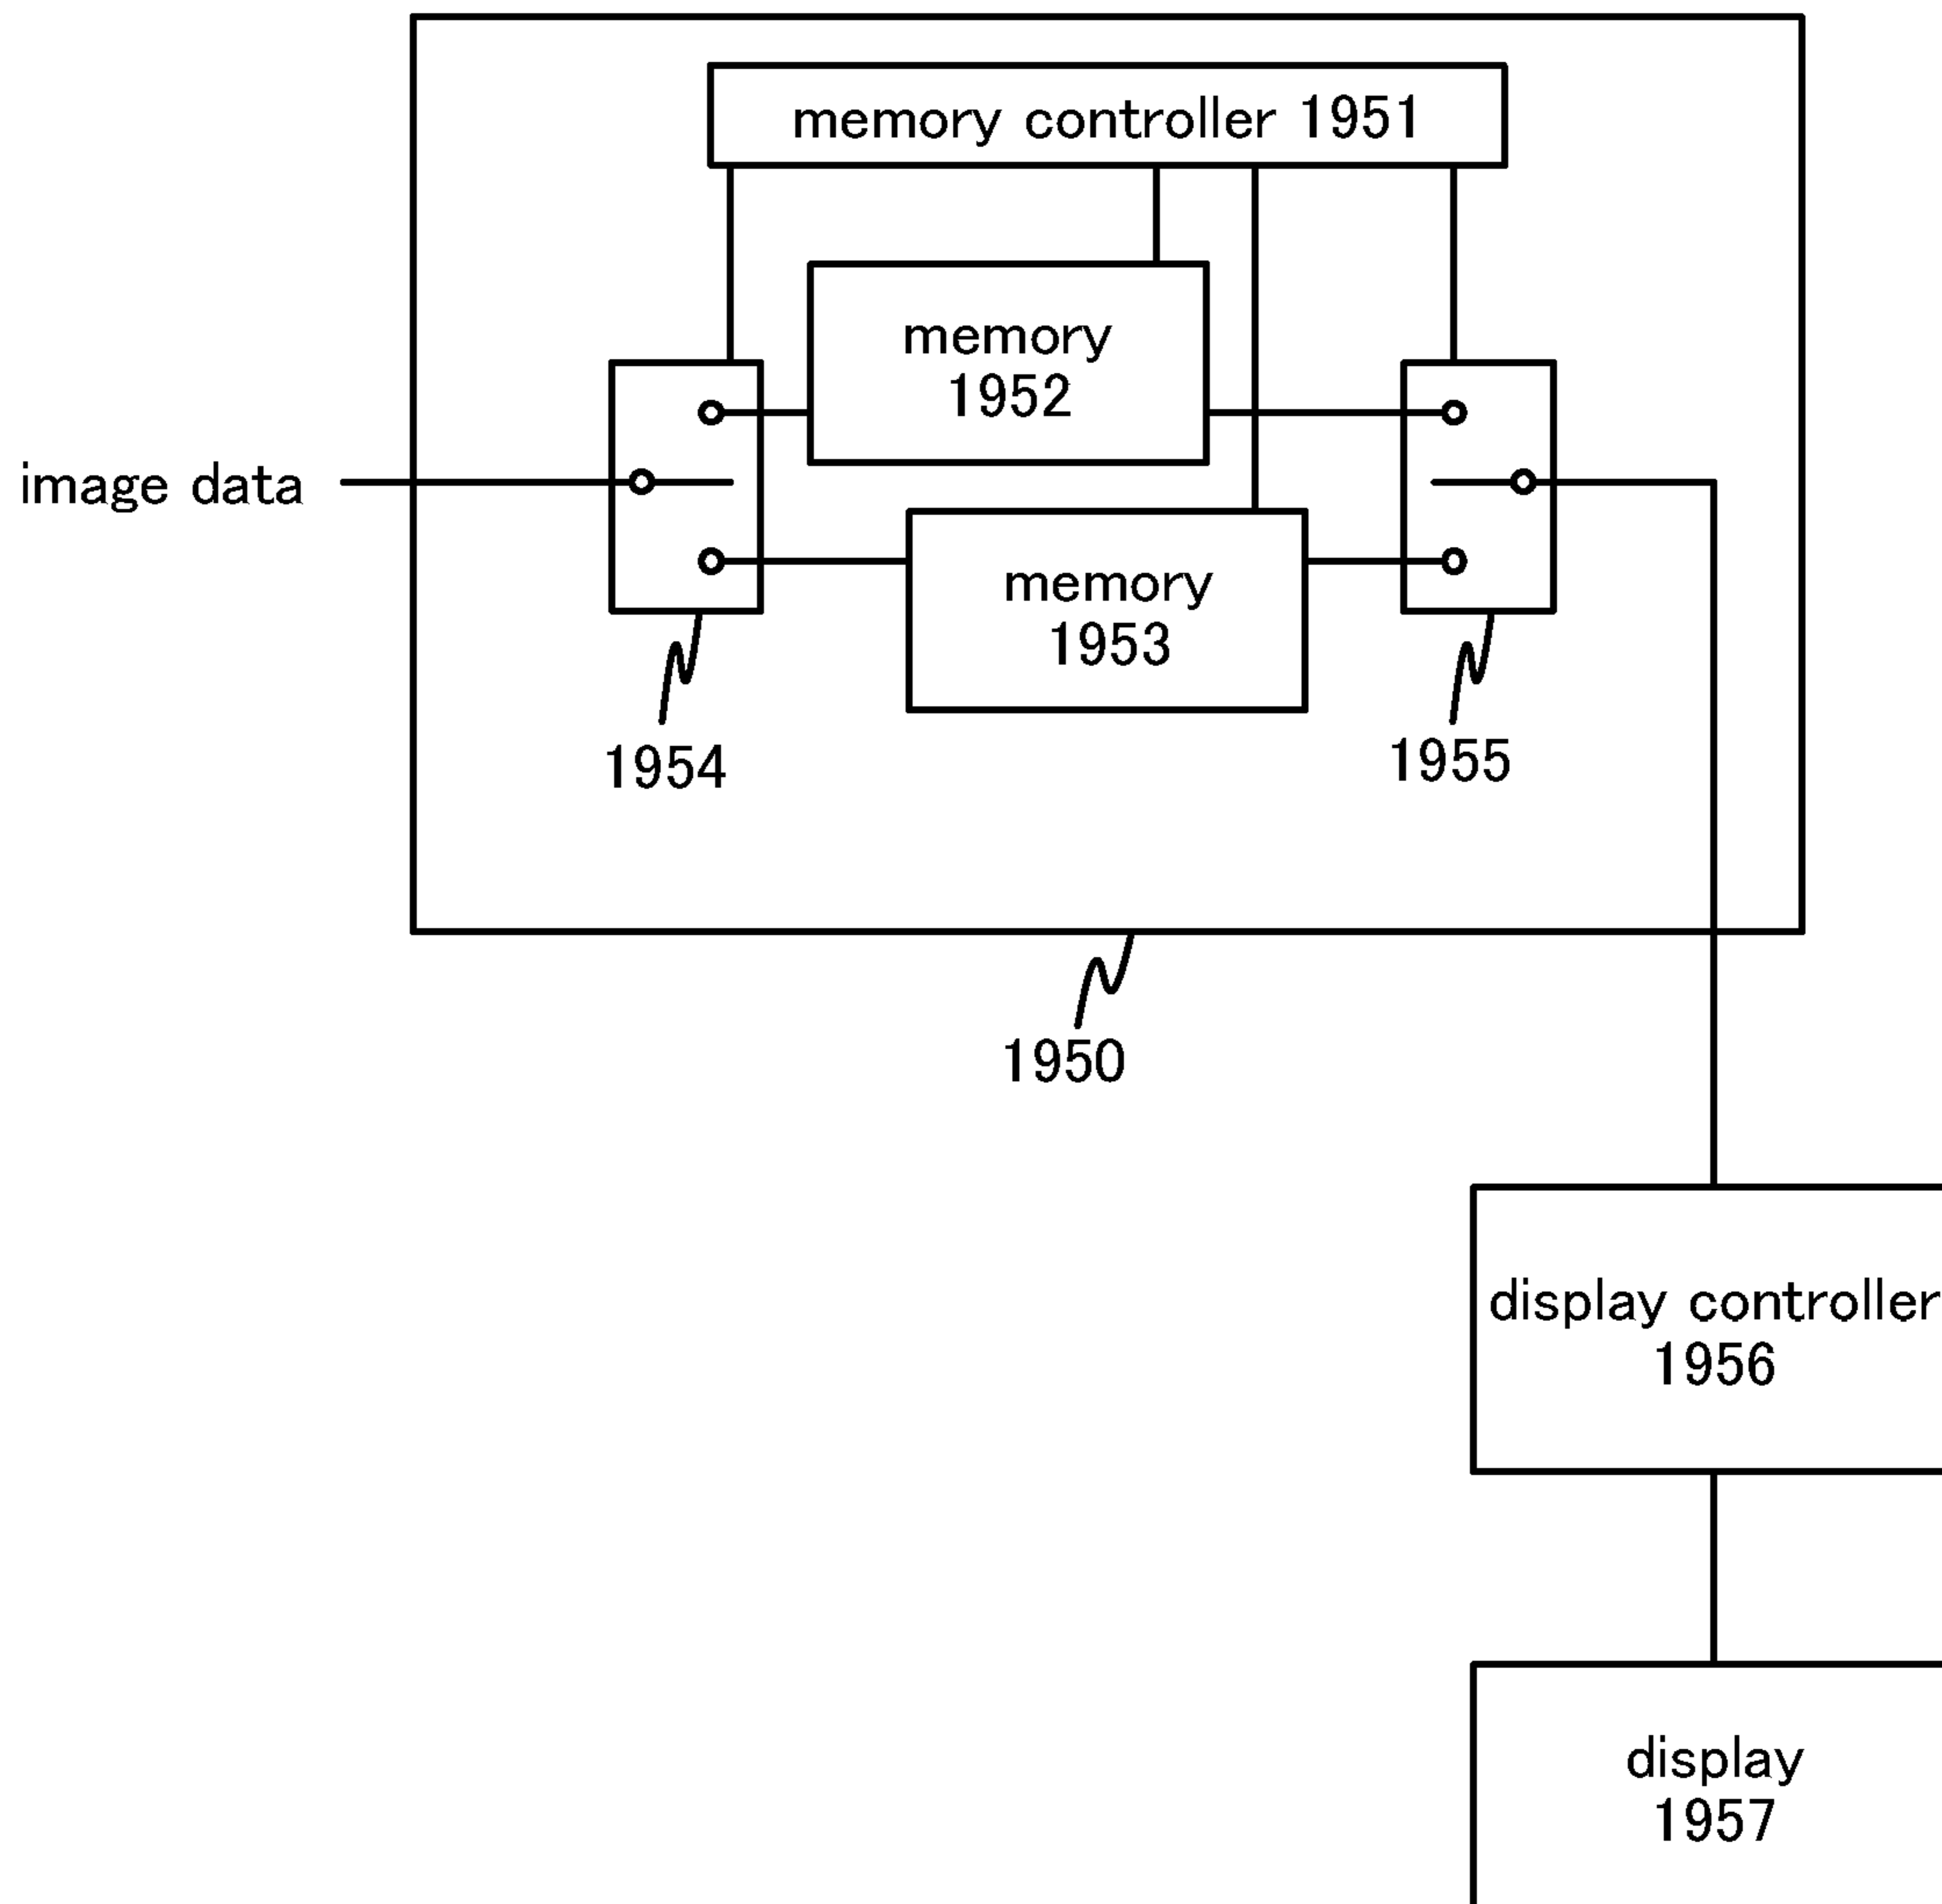 memory controller 1951
memory
1952
image data
memory
1953
1954
1955
1950
display controller
1956
display
1957